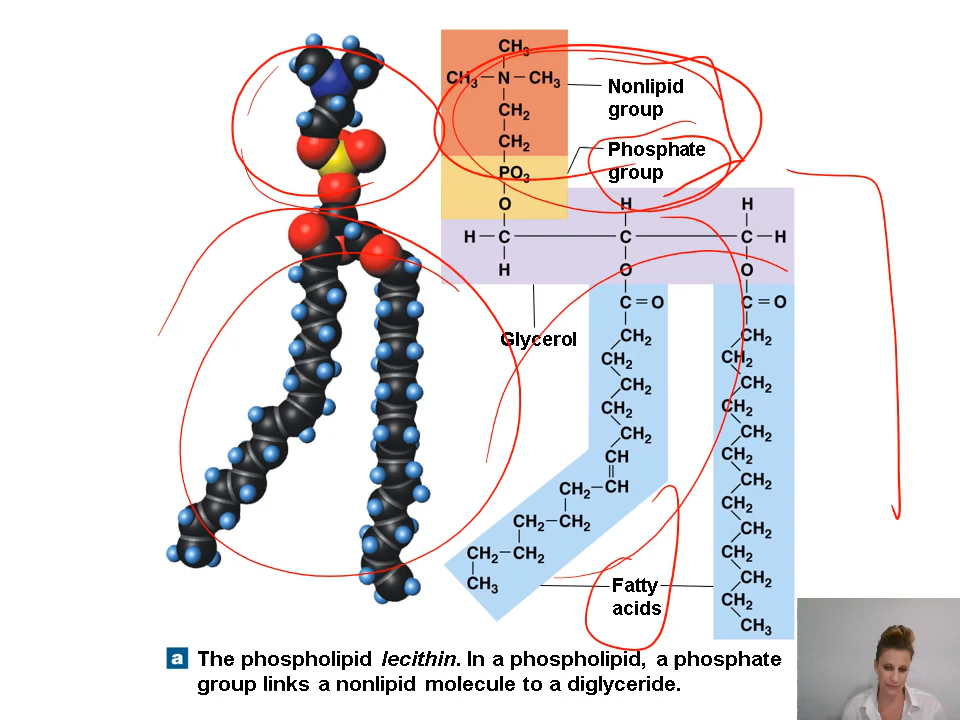 CH₃
CH₃–N–CH₃
CH₂
CH₂
PO₃
O
Nonlipid
group
Phosphate
group
H H
H–C C C–H
H O O
Glycerol
C=O C=O
CH₂ CH₂
CH₂ CH₂
CH₂ CH₂
CH₂ CH₂
CH₂ CH₂
CH CH₂
CH₂–CH CH₂
CH₂–CH₂ CH₂
CH₂–CH₂ CH₂
CH₃ CH₂
CH₂
CH₂
CH₃
Fatty
acids
a The phospholipid lecithin. In a phospholipid, a phosphate
group links a nonlipid molecule to a diglyceride.